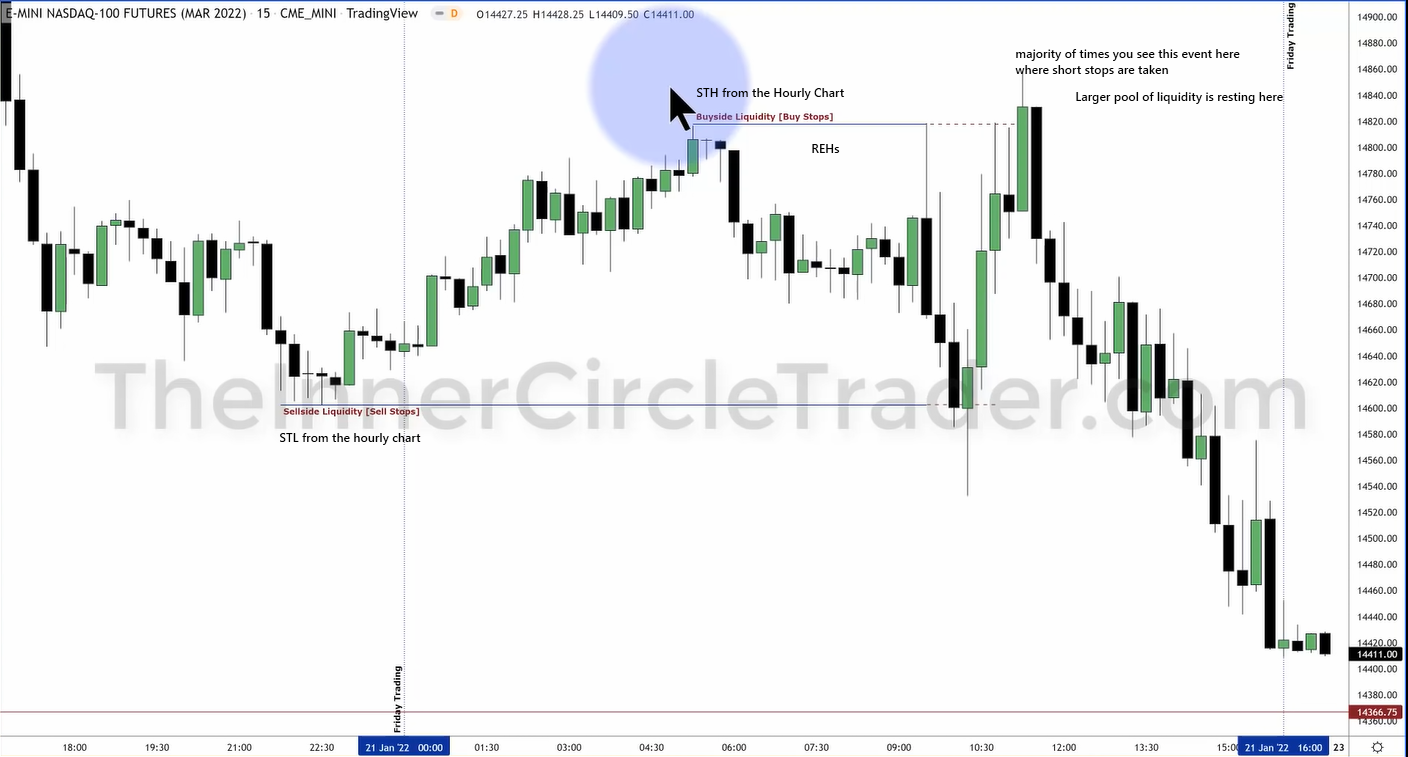 E-MINI NASDAQ-100 FUTURES (MAR 2022) · 15 · CME_MINI · TradingView D O14427.25 H14428.25 L14409.50 C14411.00
Friday Trading
majority of times you see this event here
where short stops are taken
Larger pool of liquidity is resting here
STH from the Hourly Chart
Buyside Liquidity [Buy Stops]
REHs
TheInnerCircleTrader.com
Sellside Liquidity [Sell Stops]
STL from the hourly chart
Friday Trading
14900.00
14880.00
14860.00
14840.00
14820.00
14800.00
14780.00
14760.00
14740.00
14720.00
14700.00
14680.00
14660.00
14640.00
14620.00
14600.00
14580.00
14560.00
14540.00
14520.00
14500.00
14480.00
14460.00
14440.00
14420.00
14411.00
14400.00
14380.00
14366.75
14360.00
18:00 19:30 21:00 22:30 21 Jan '22 00:00 01:30 03:00 04:30 06:00 07:30 09:00 10:30 12:00 13:30 15:00 21 Jan '22 16:00 23